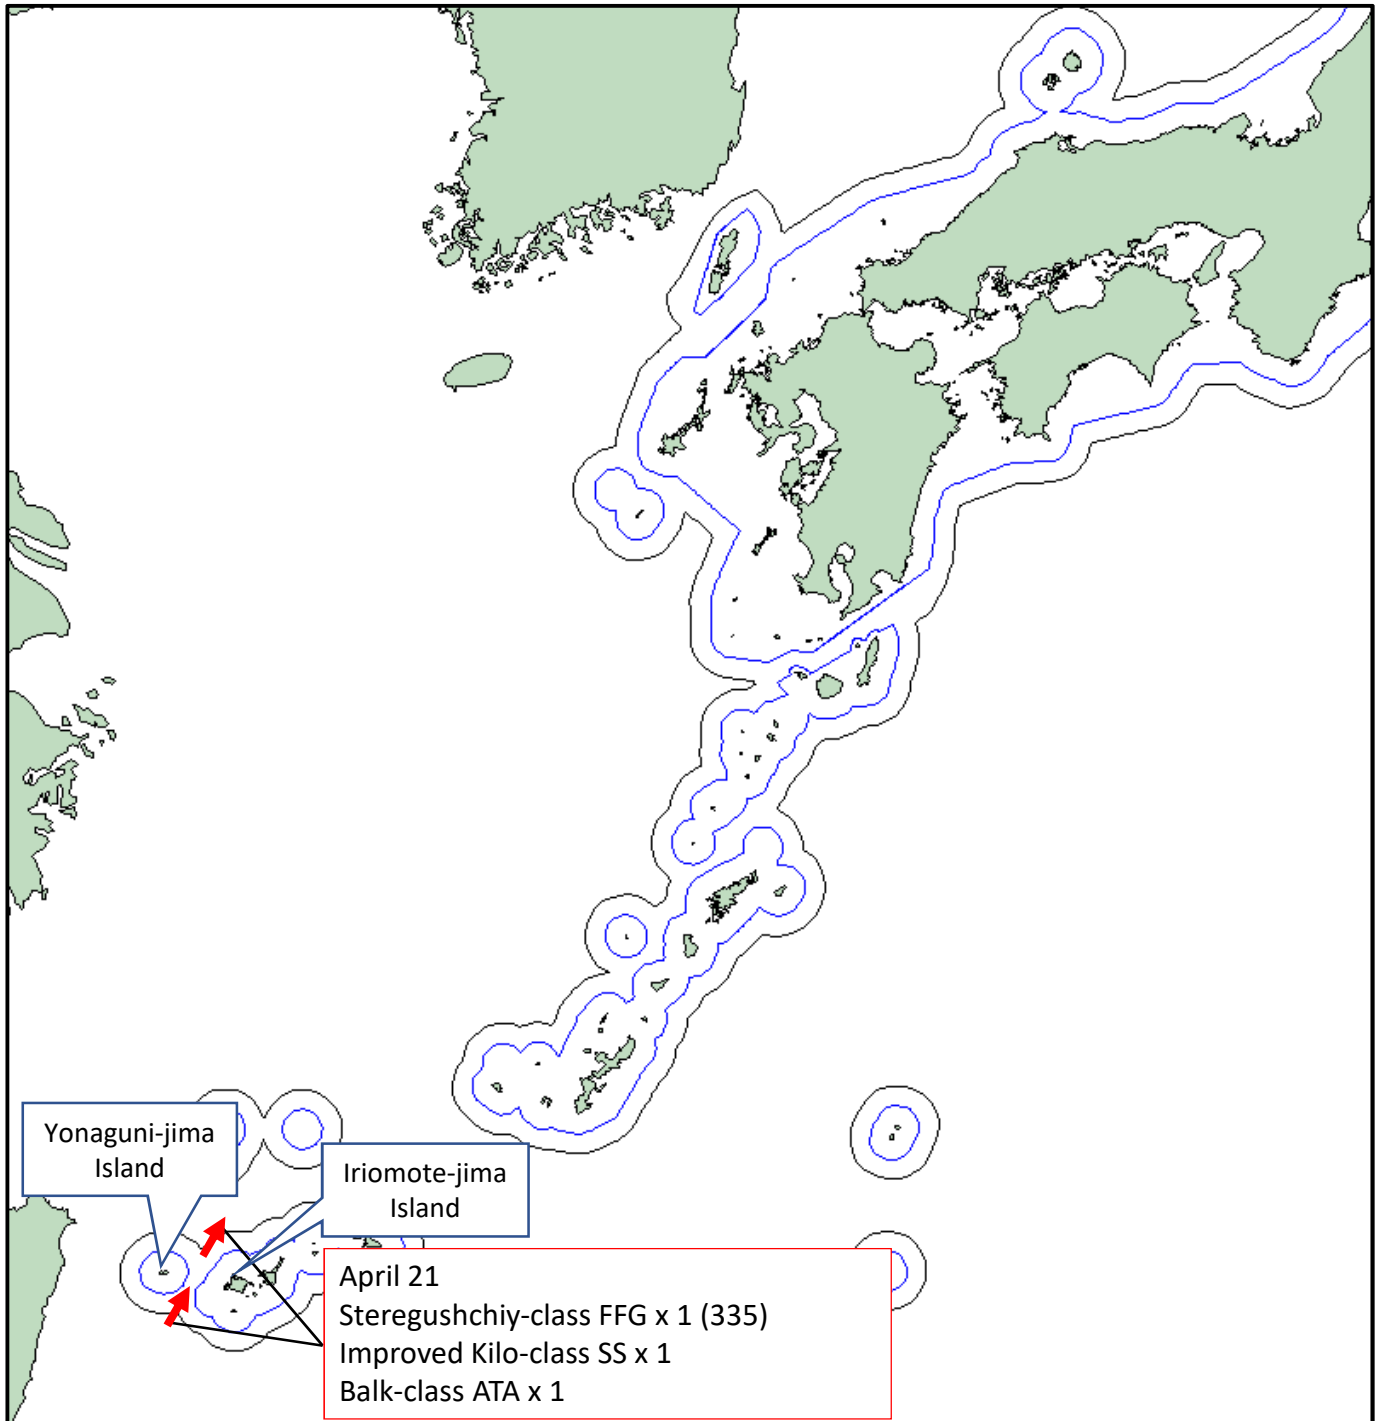 Yonaguni-jima
Island
Iriomote-jima
Island
April 21
Steregushchiy-class FFG x 1 (335)
Improved Kilo-class SS x 1
Balk-class ATA x 1